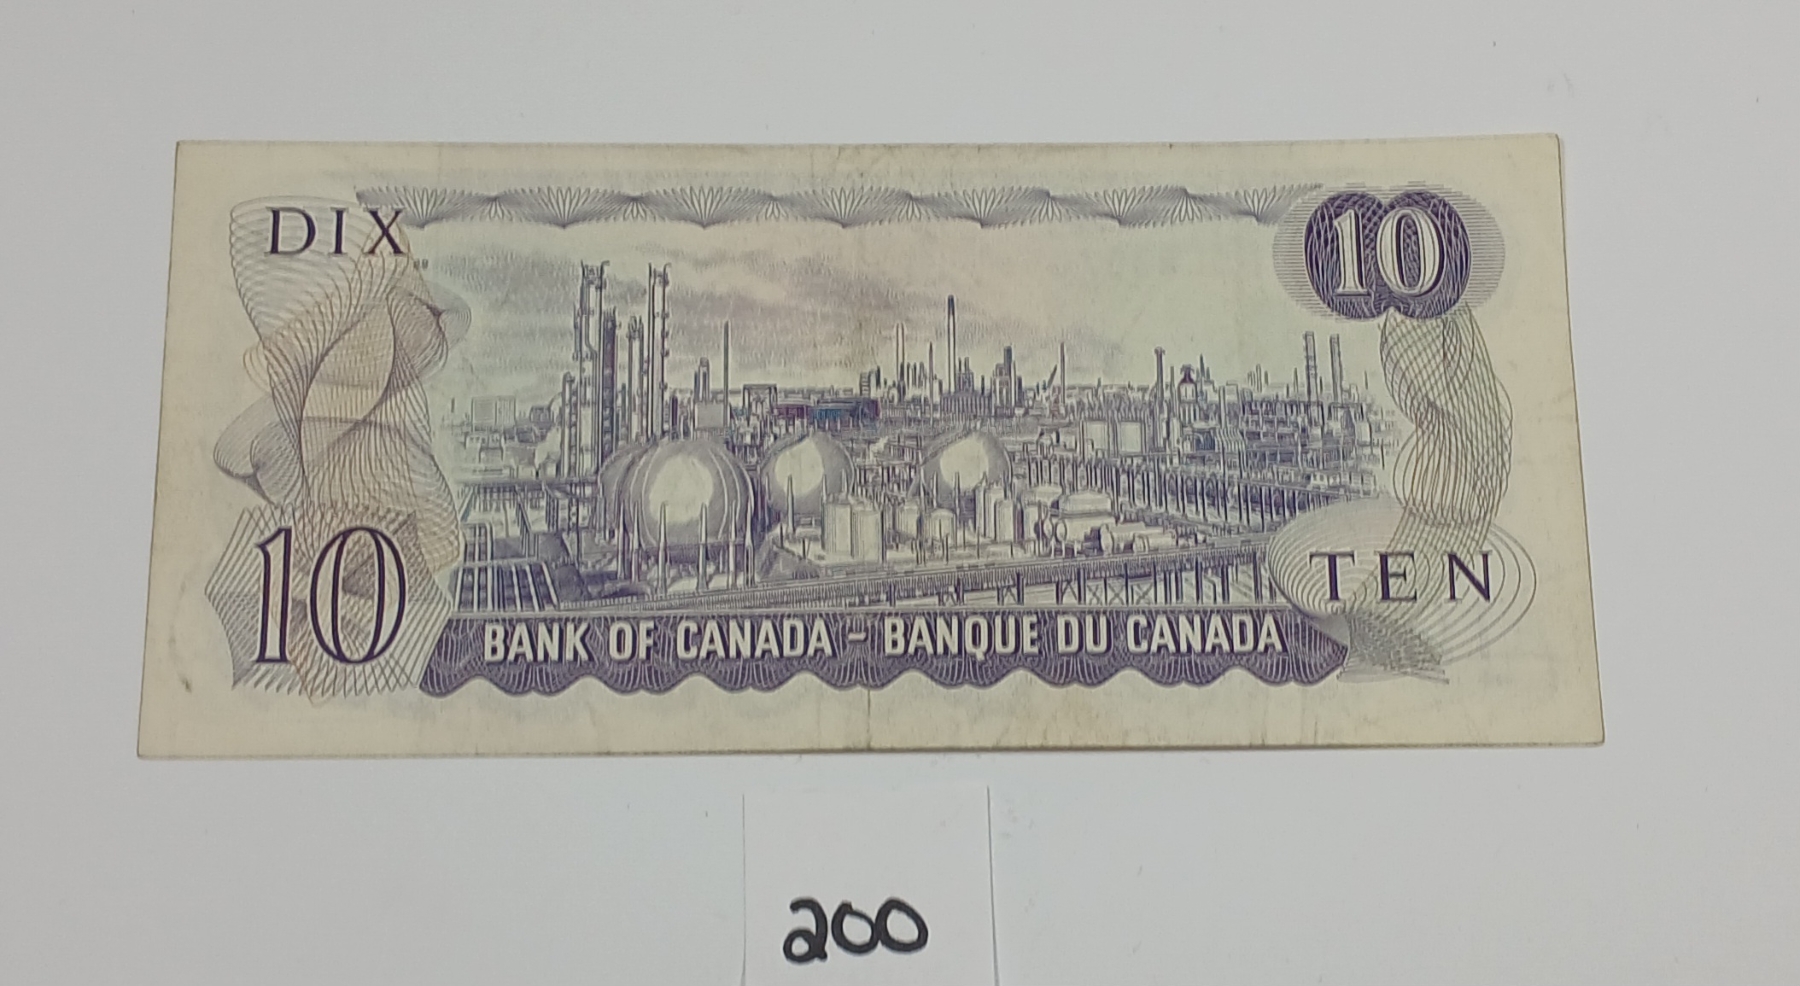 DIX
10
10
TEN
BANK OF CANADA - BANQUE DU CANADA
200